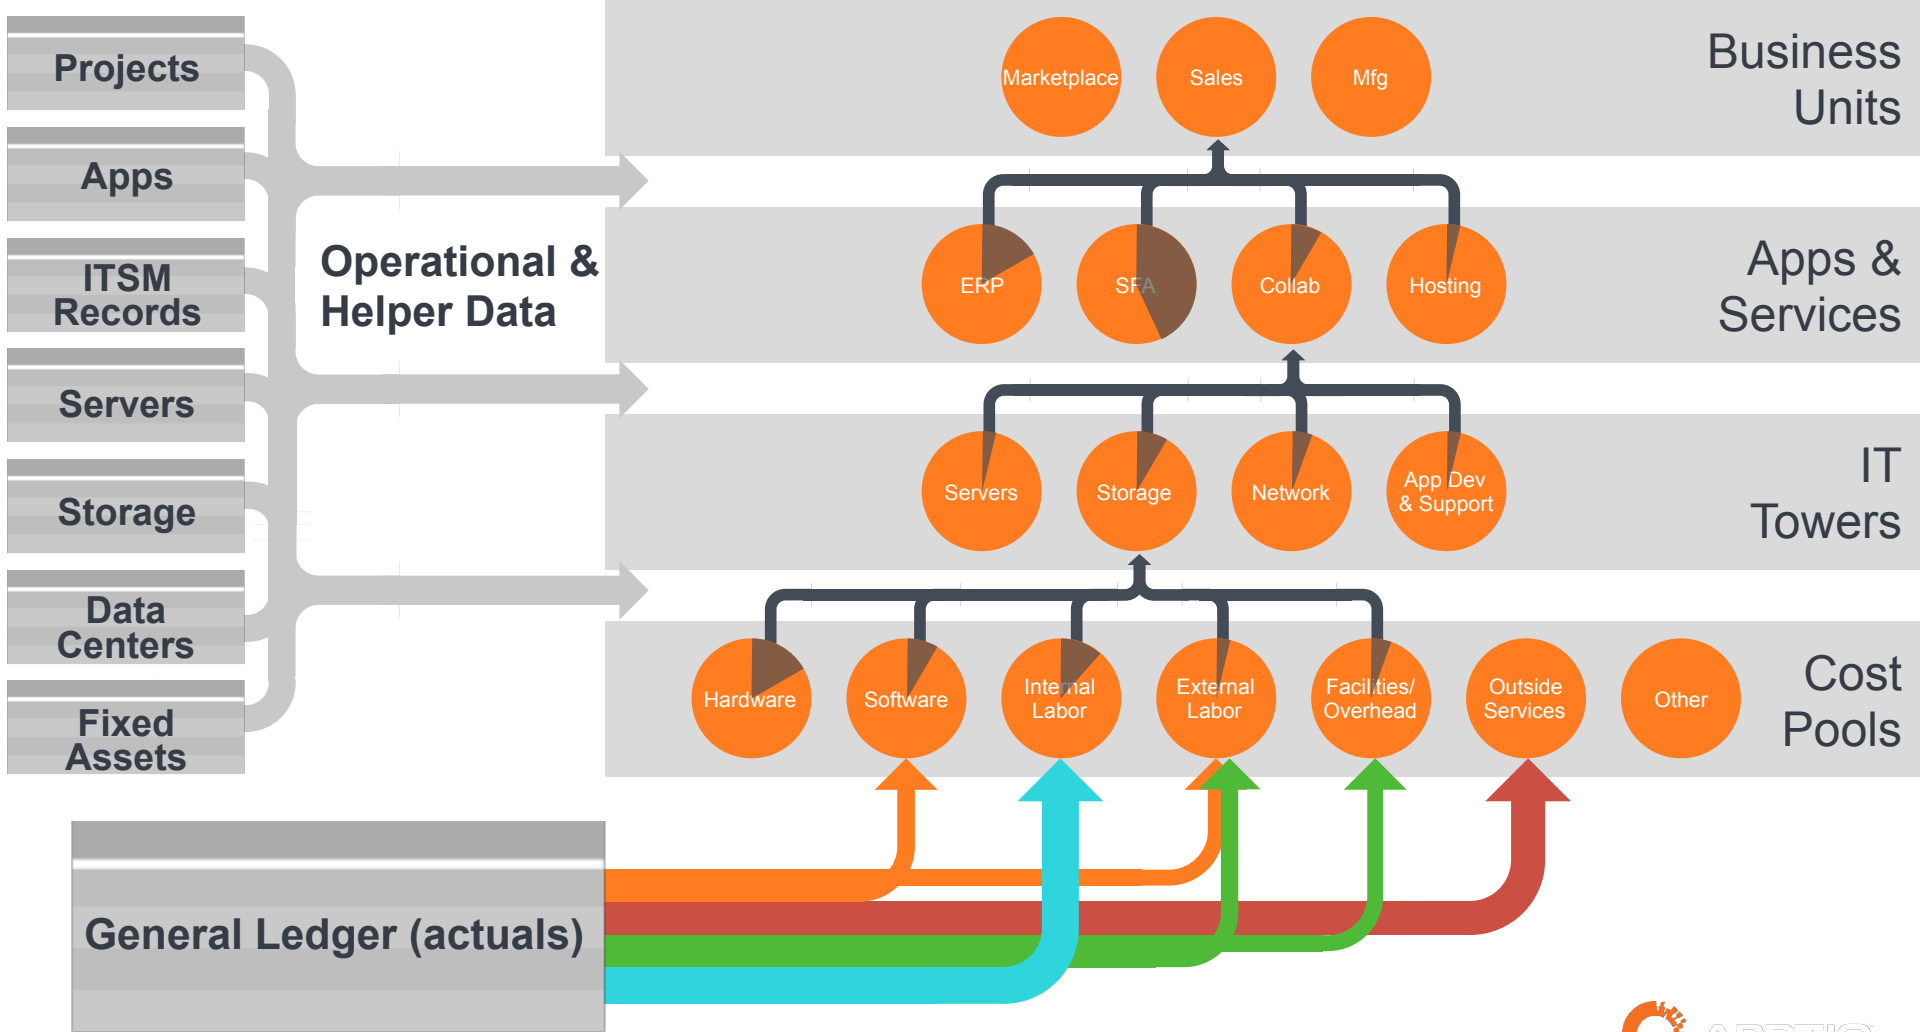 Projects
Apps
ITSM
Records
Servers
Storage
Data
Centers
Fixed
Assets
Operational &
Helper Data
General Ledger (actuals)
Marketplace
Sales
Mfg
Business
Units
ERP
SFA
Collab
Hosting
Apps &
Services
Servers
Storage
Network
App Dev
& Support
IT
Towers
Hardware
Software
Internal
Labor
External
Labor
Facilities/
Overhead
Outside
Services
Other
Cost
Pools